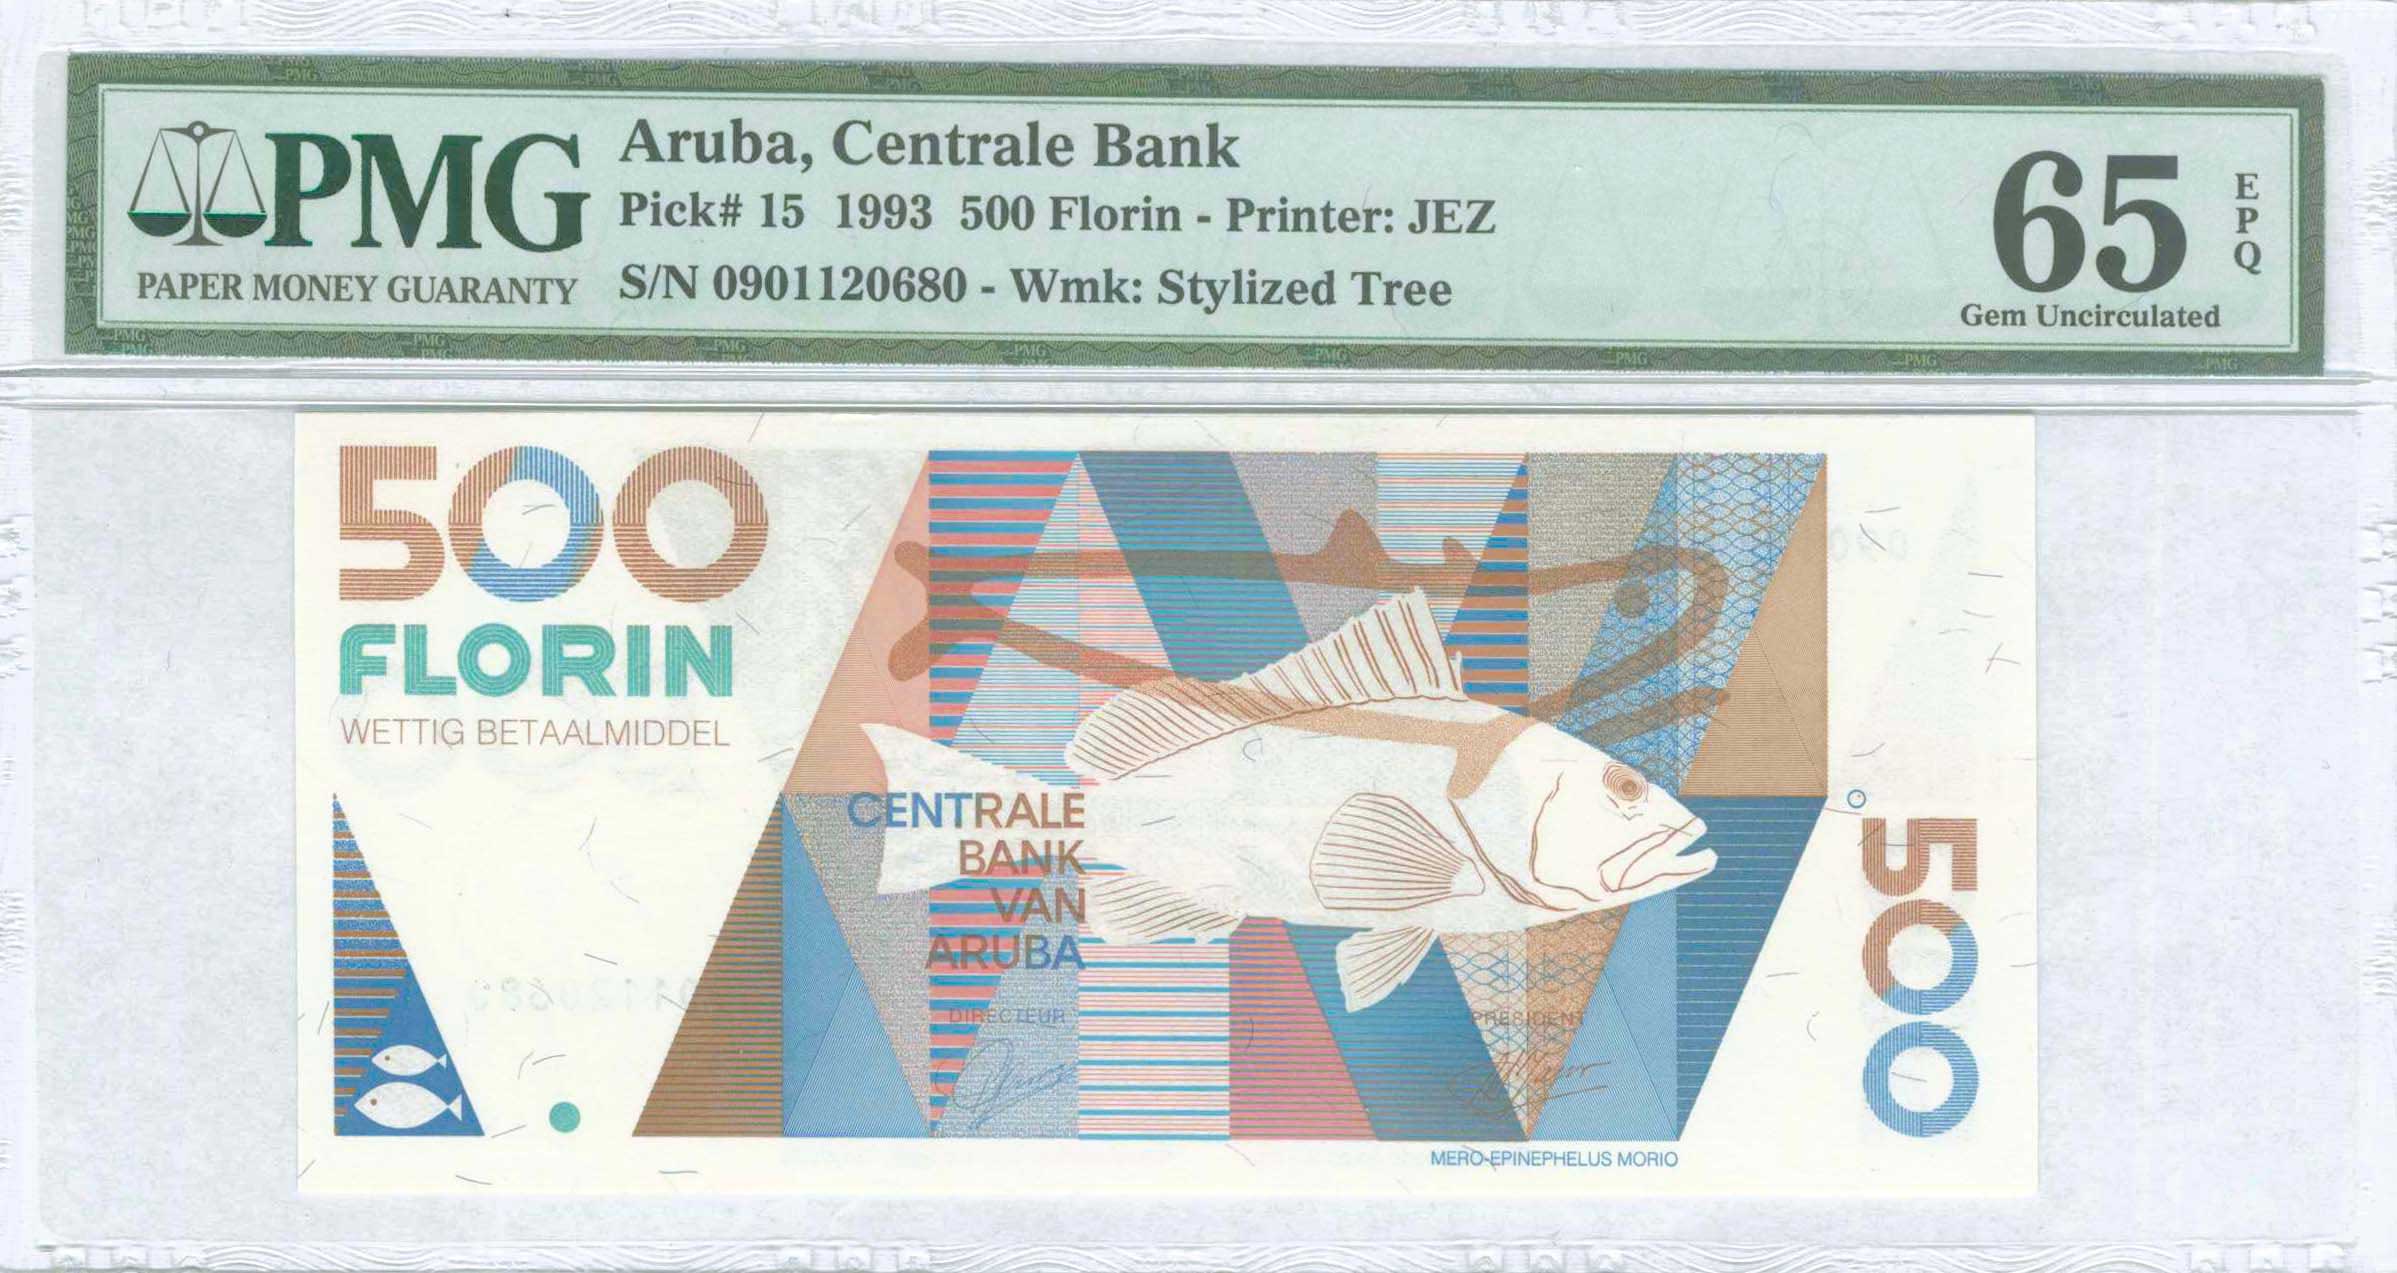 PMG
PAPER MONEY GUARANTY
Aruba, Centrale Bank
Pick# 15 1993 500 Florin - Printer: JEZ
S/N 0901120680 - Wmk: Stylized Tree
65
EPQ
Gem Uncirculated
500
FLORIN
WETTIG BETAALMIDDEL
CENTRALE
BANK
VAN
ARUBA
DIRECTEUR
PRESIDENT
MERO-EPINEPHELUS MORIO
500